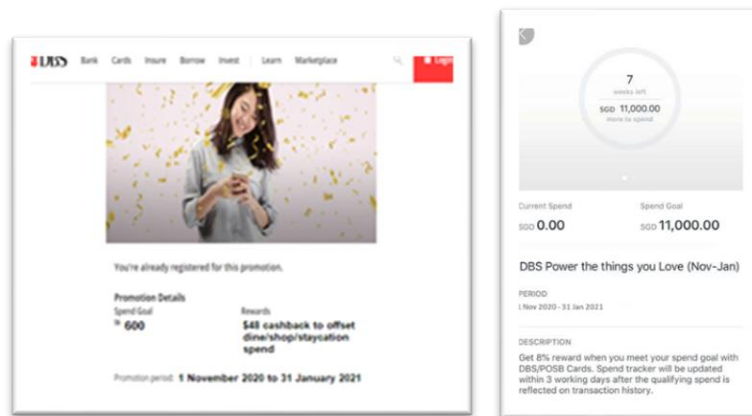 DBS Bank Cards Insure Borrow Invest Learn Marketplace Login
You're already registered for this promotion.
Promotion Details
Spend Goal Rewards
600 $48 cashback to offset
dine/shop/staycation
spend
Promotion period: 1 November 2020 to 31 January 2021
7
weeks left
SGD 11,000.00
more to spend
Current Spend Spend Goal
SGD 0.00 SGD 11,000.00
DBS Power the things you Love (Nov-Jan)
PERIOD
1 Nov 2020 - 31 Jan 2021
DESCRIPTION
Get 8% reward when you meet your spend goal with
DBS/POSB Cards. Spend tracker will be updated
within 3 working days after the qualifying spend is
reflected on transaction history.